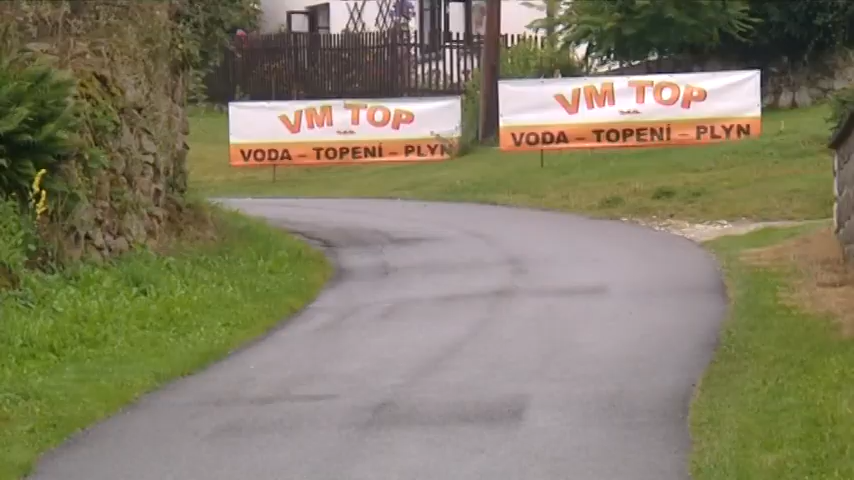 VM TOP
VODA – TOPENÍ – PLYN
VM TOP
VODA – TOPENÍ – PLYN